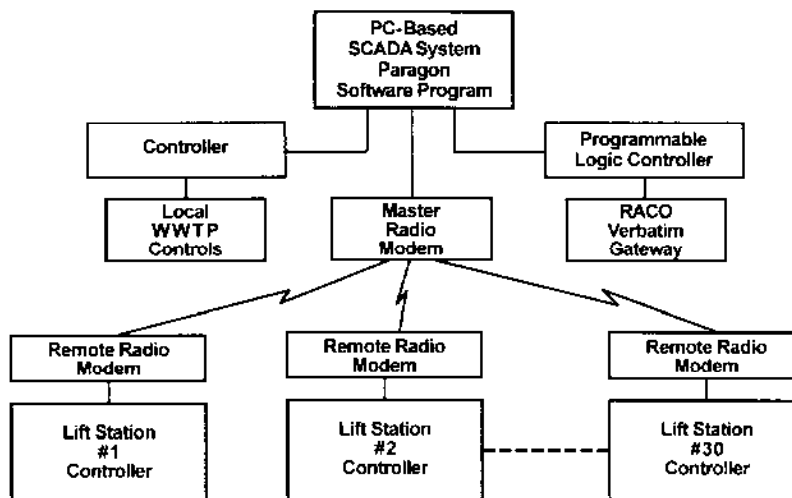 PC-Based
SCADA System
Paragon
Software Program
Controller
Programmable
Logic Controller
Local
WWTP
Controls
Master
Radio
Modem
RACO
Verbatim
Gateway
Remote Radio
Modem
Remote Radio
Modem
Remote Radio
Modem
Lift Station
#1
Controller
Lift Station
#2
Controller
Lift Station
#30
Controller